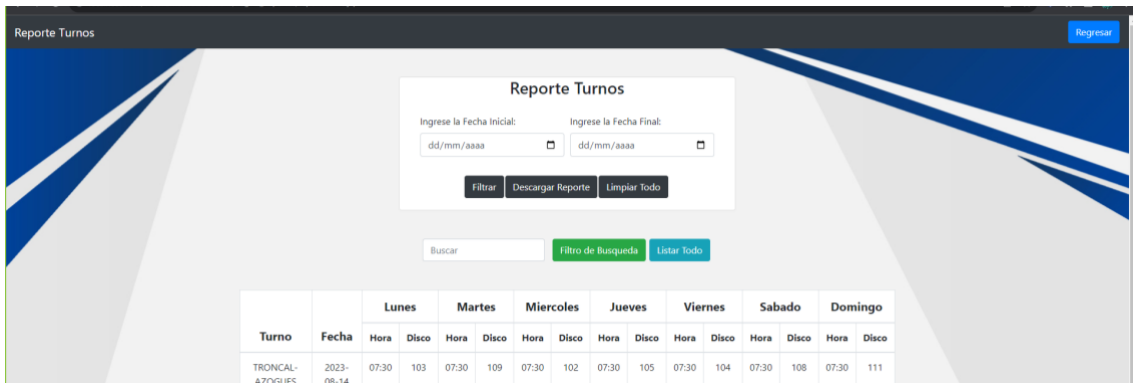 Reporte Turnos
Regresar
Reporte Turnos
Ingrese la Fecha Inicial: Ingrese la Fecha Final:
dd/mm/aaaa dd/mm/aaaa
Filtrar Descargar Reporte Limpiar Todo
Buscar Filtro de Busqueda Listar Todo
Lunes Martes Miercoles Jueves Viernes Sabado Domingo
Turno Fecha Hora Disco Hora Disco Hora Disco Hora Disco Hora Disco Hora Disco Hora Disco
TRONCAL- 2023- 07:30 103 07:30 109 07:30 102 07:30 105 07:30 104 07:30 108 07:30 111
AZOGUES 08-14